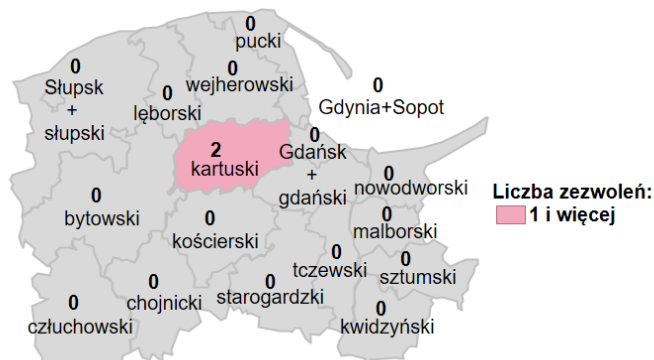 0
pucki
0
Słupsk
+
słupski
0
wejherowski
0
lęborski
0
Gdynia+Sopot
2
kartuski
0
Gdańsk
+
gdański
0
nowodworski
Liczba zezwoleń:
1 i więcej
0
bytowski
0
kościerski
0
malborski
0
tczewski
0
sztumski
0
człuchowski
0
chojnicki
0
starogardzki
0
kwidzyński